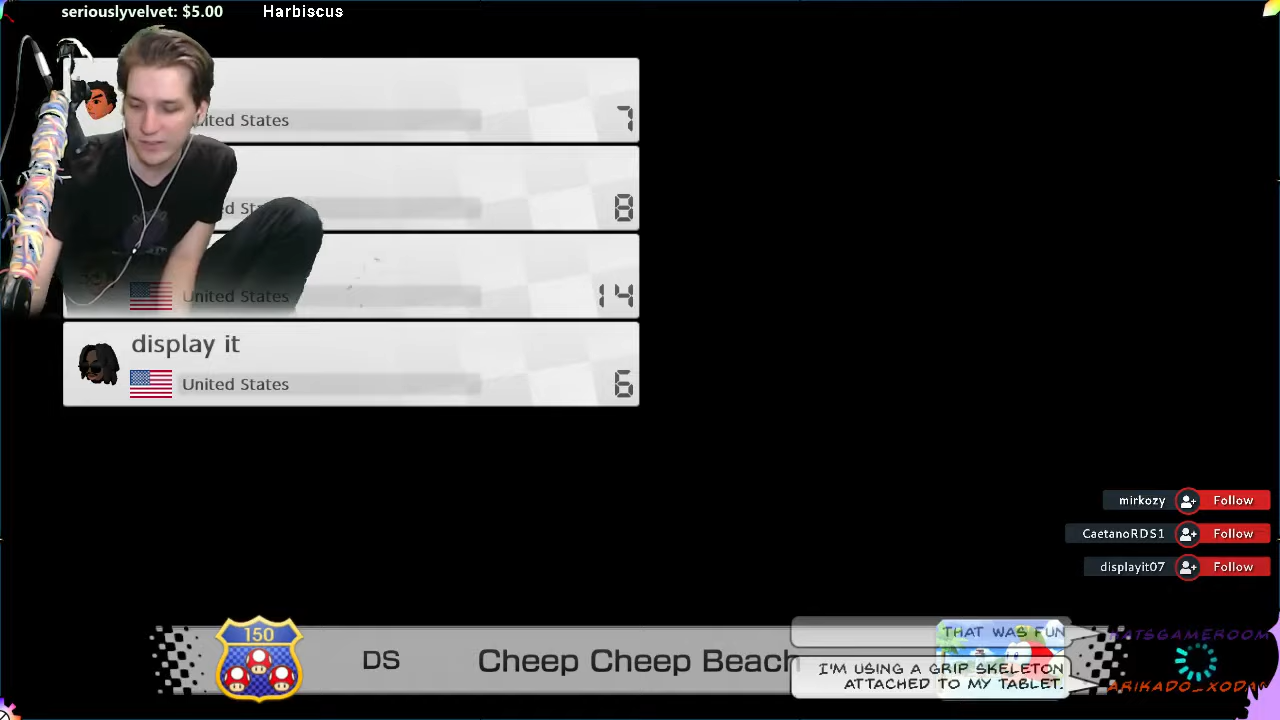 seriouslyvelvet: $5.00
Harbiscus
United States
7
8
United States
14
display it
United States
6
mirkozy
Follow
CaetanoRDS1
Follow
displayit07
Follow
150
DS
Cheep Cheep Beach
THAT WAS FUN
I'M USING A GRIP SKELETON
ATTACHED TO MY TABLET.